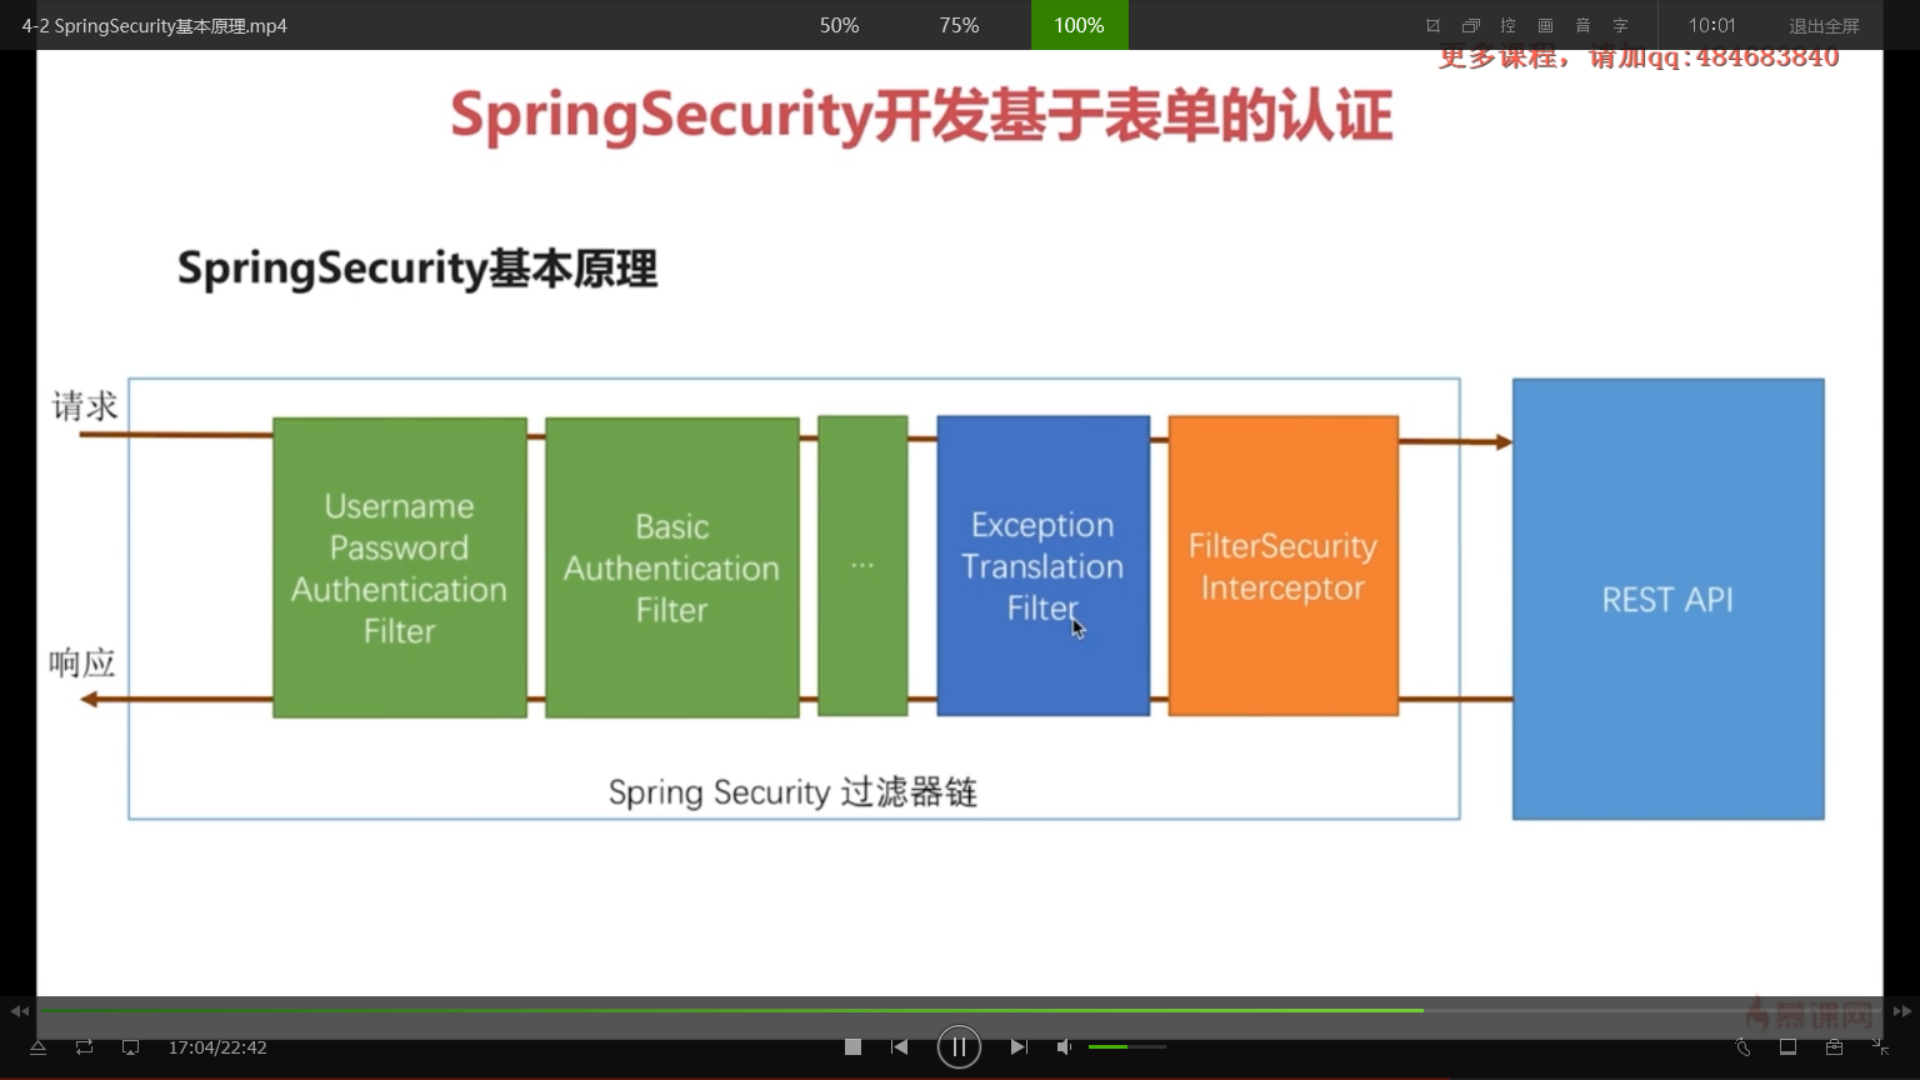 4-2 SpringSecurity基本原理.mp4
50%
75%
100%
控
画
音
字
10:01
退出全屏
更多课程，请加qq:484683840
SpringSecurity开发基于表单的认证
SpringSecurity基本原理
请求
Username
Password
Authentication
Filter
Basic
Authentication
Filter
...
Exception
Translation
Filter
FilterSecurity
Interceptor
REST API
响应
Spring Security 过滤器链
慕课网
17:04/22:42